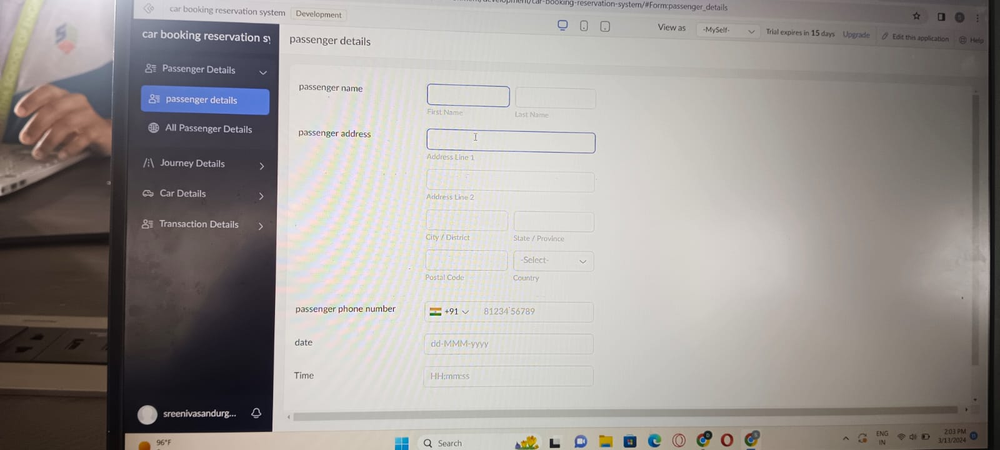 car-booking-reservation-system/#Form:passenger_details
car booking reservation system Development
View as -MySelf- Trial expires in 15 days Upgrade Edit this application Help
car booking reservation sy
passenger details
Passenger Details
passenger details
All Passenger Details
Journey Details
Car Details
Transaction Details
sreenivasandurg...
passenger name
First Name Last Name
passenger address
Address Line 1
Address Line 2
City / District State / Province
-Select-
Postal Code Country
passenger phone number +91 81234 56789
date dd-MMM-yyyy
Time HH:mm:ss
96°F
Search
ENG
IN
2:03 PM
3/13/2024